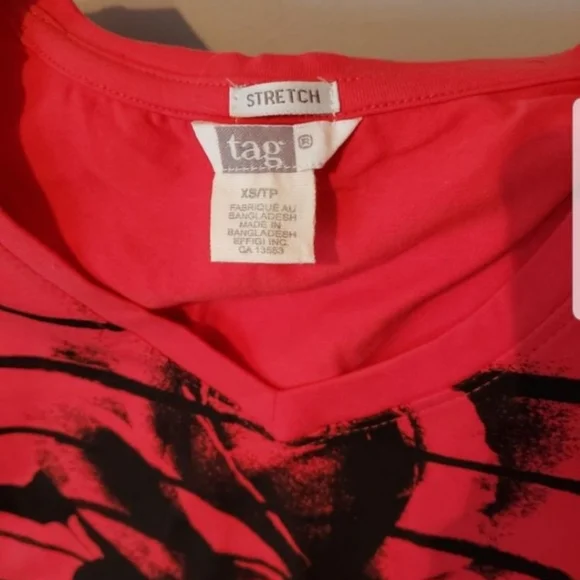 STRETCH
tag ®
XS/TP
FABRIQUE AU
BANGLADESH
MADE IN
BANGLADESH
EFFIGI INC.
CA 13553